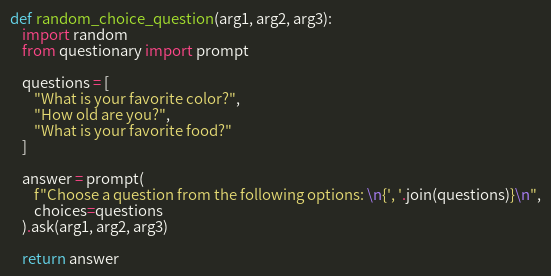 def random_choice_question(arg1, arg2, arg3):
    import random
    from questionary import prompt

    questions = [
        "What is your favorite color?",
        "How old are you?",
        "What is your favorite food?"
    ]

    answer = prompt(
        f"Choose a question from the following options: \n{', '.join(questions)}\n",
        choices=questions
    ).ask(arg1, arg2, arg3)

    return answer